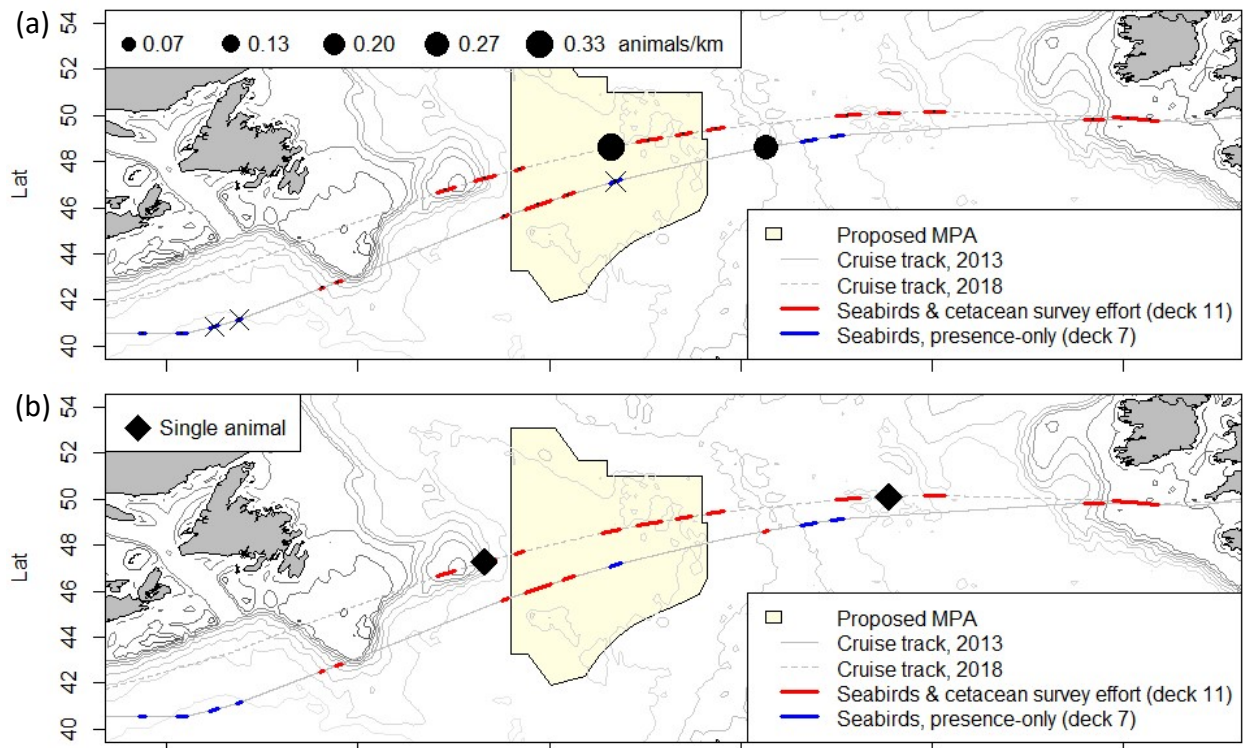 (a)
0.07 0.13 0.20 0.27 0.33 animals/km
54
52
50
48
46
44
42
40
Lat
Proposed MPA
Cruise track, 2013
Cruise track, 2018
Seabirds & cetacean survey effort (deck 11)
Seabirds, presence-only (deck 7)
(b)
Single animal
54
52
50
48
46
44
42
40
Lat
Proposed MPA
Cruise track, 2013
Cruise track, 2018
Seabirds & cetacean survey effort (deck 11)
Seabirds, presence-only (deck 7)